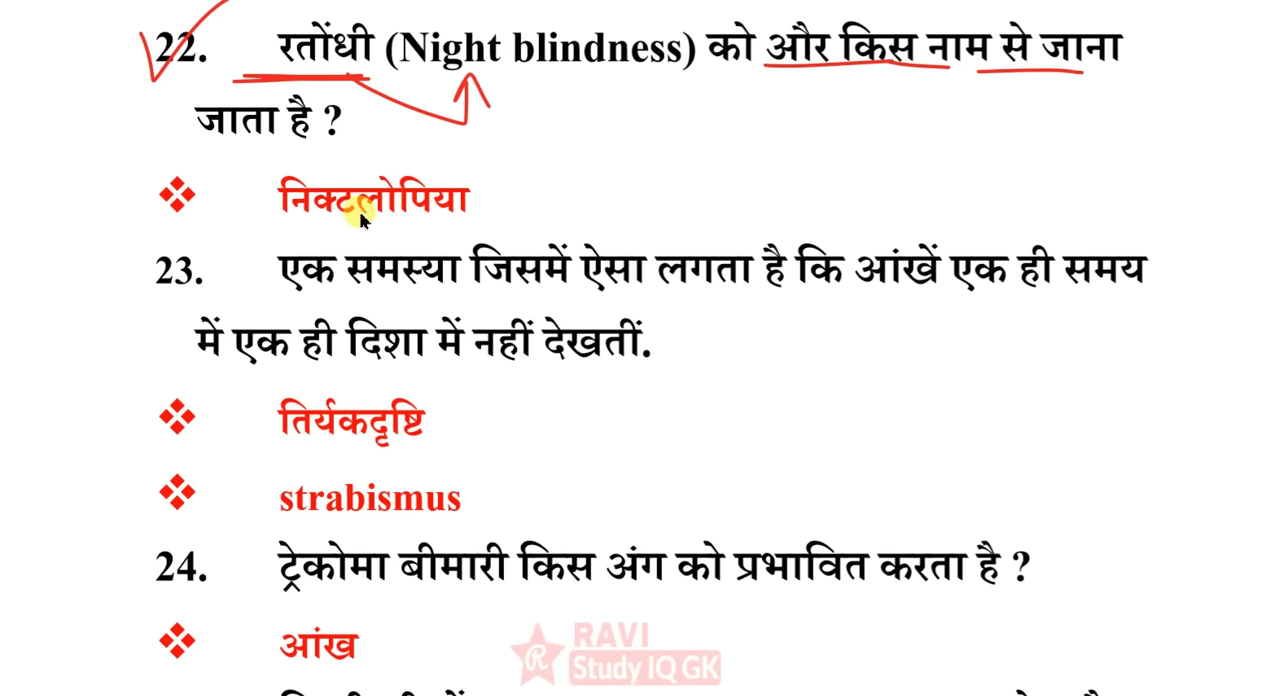 22. रतोंधी (Night blindness) को और किस नाम से जाना
जाता है ?
❖ निक्टलोपिया
23. एक समस्या जिसमें ऐसा लगता है कि आंखें एक ही समय
में एक ही दिशा में नहीं देखतीं.
❖ तिर्यकदृष्टि
❖ strabismus
24. ट्रेकोमा बीमारी किस अंग को प्रभावित करता है ?
❖ आंख
RAVI
Study IQ GK